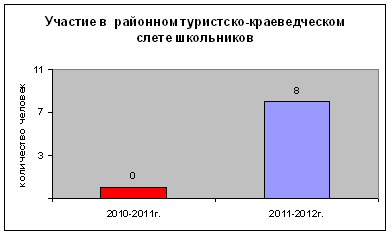 Участие в районном туристско-краеведческом
слете школьников
количество человек
11
7
3
0
8
2010-2011г.
2011-2012г.